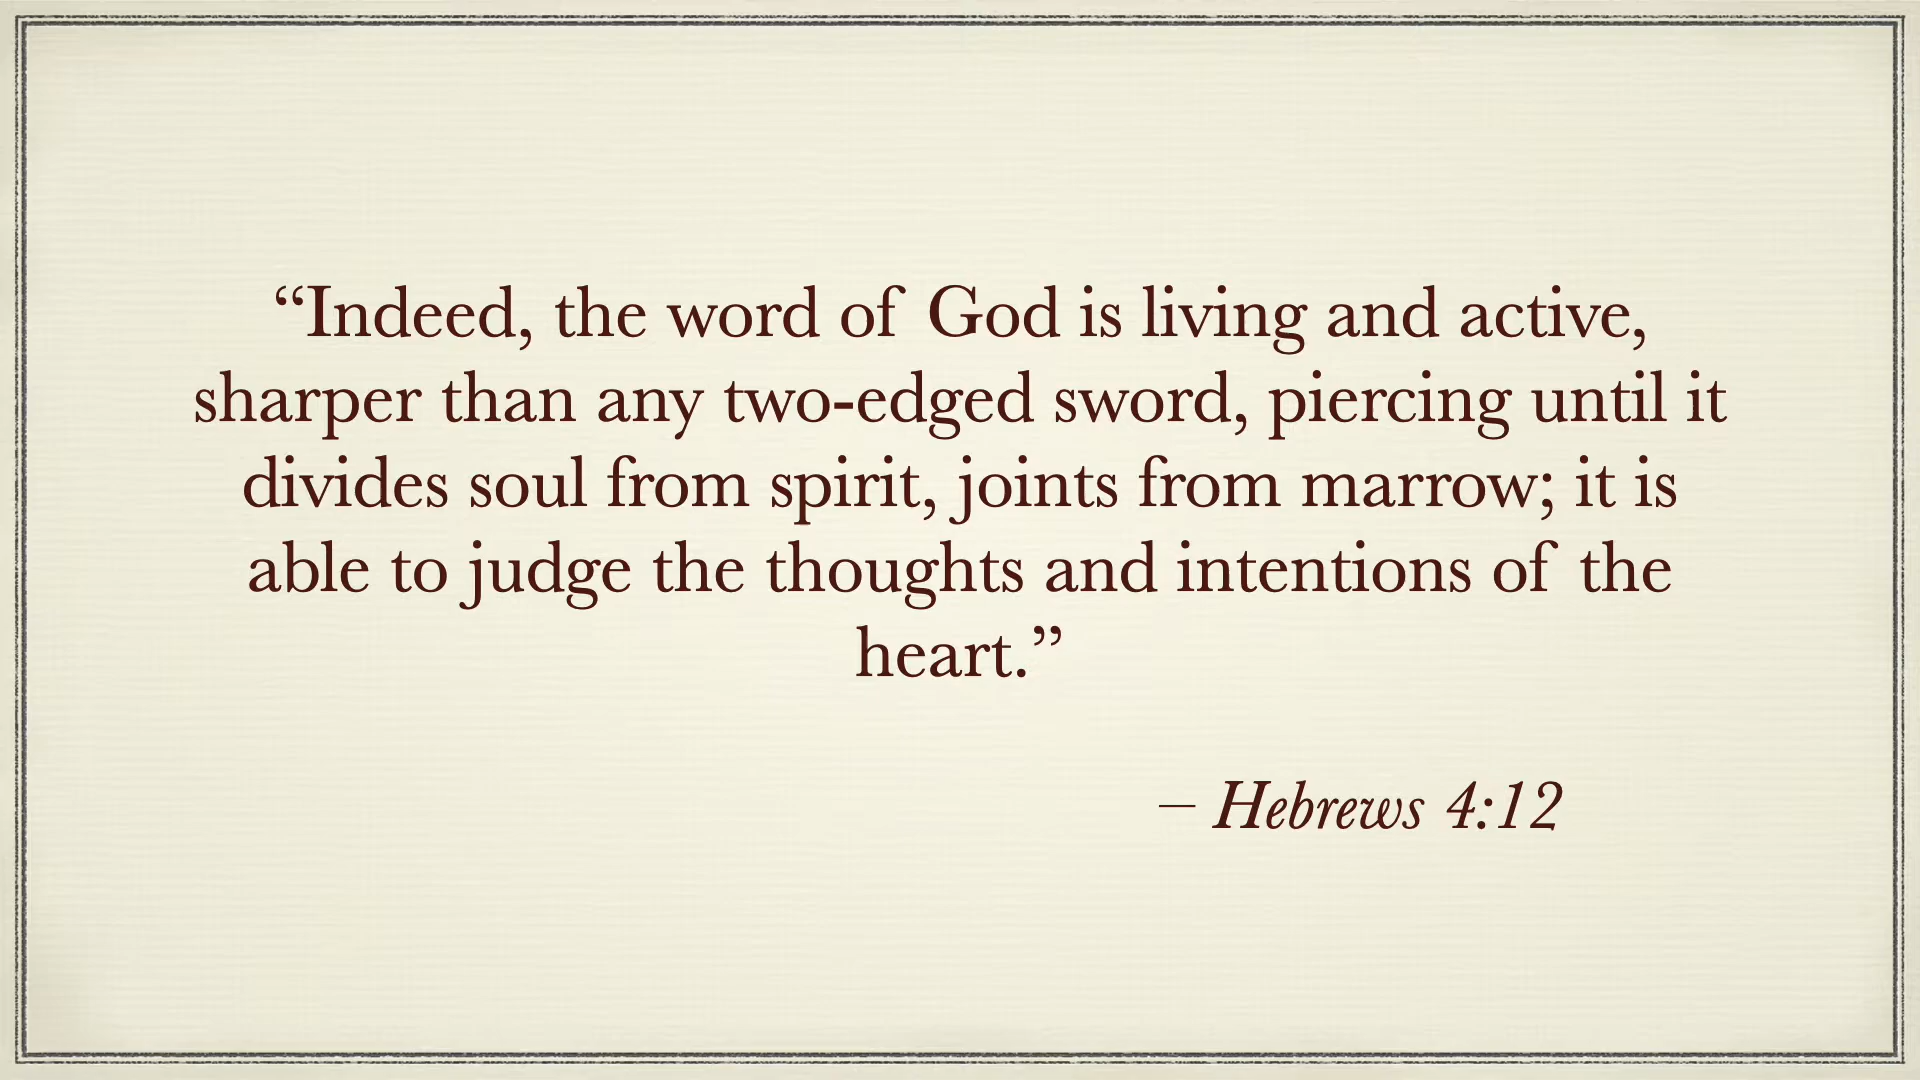 “Indeed, the word of God is living and active,
sharper than any two-edged sword, piercing until it
divides soul from spirit, joints from marrow; it is
able to judge the thoughts and intentions of the
heart.”
– Hebrews 4:12